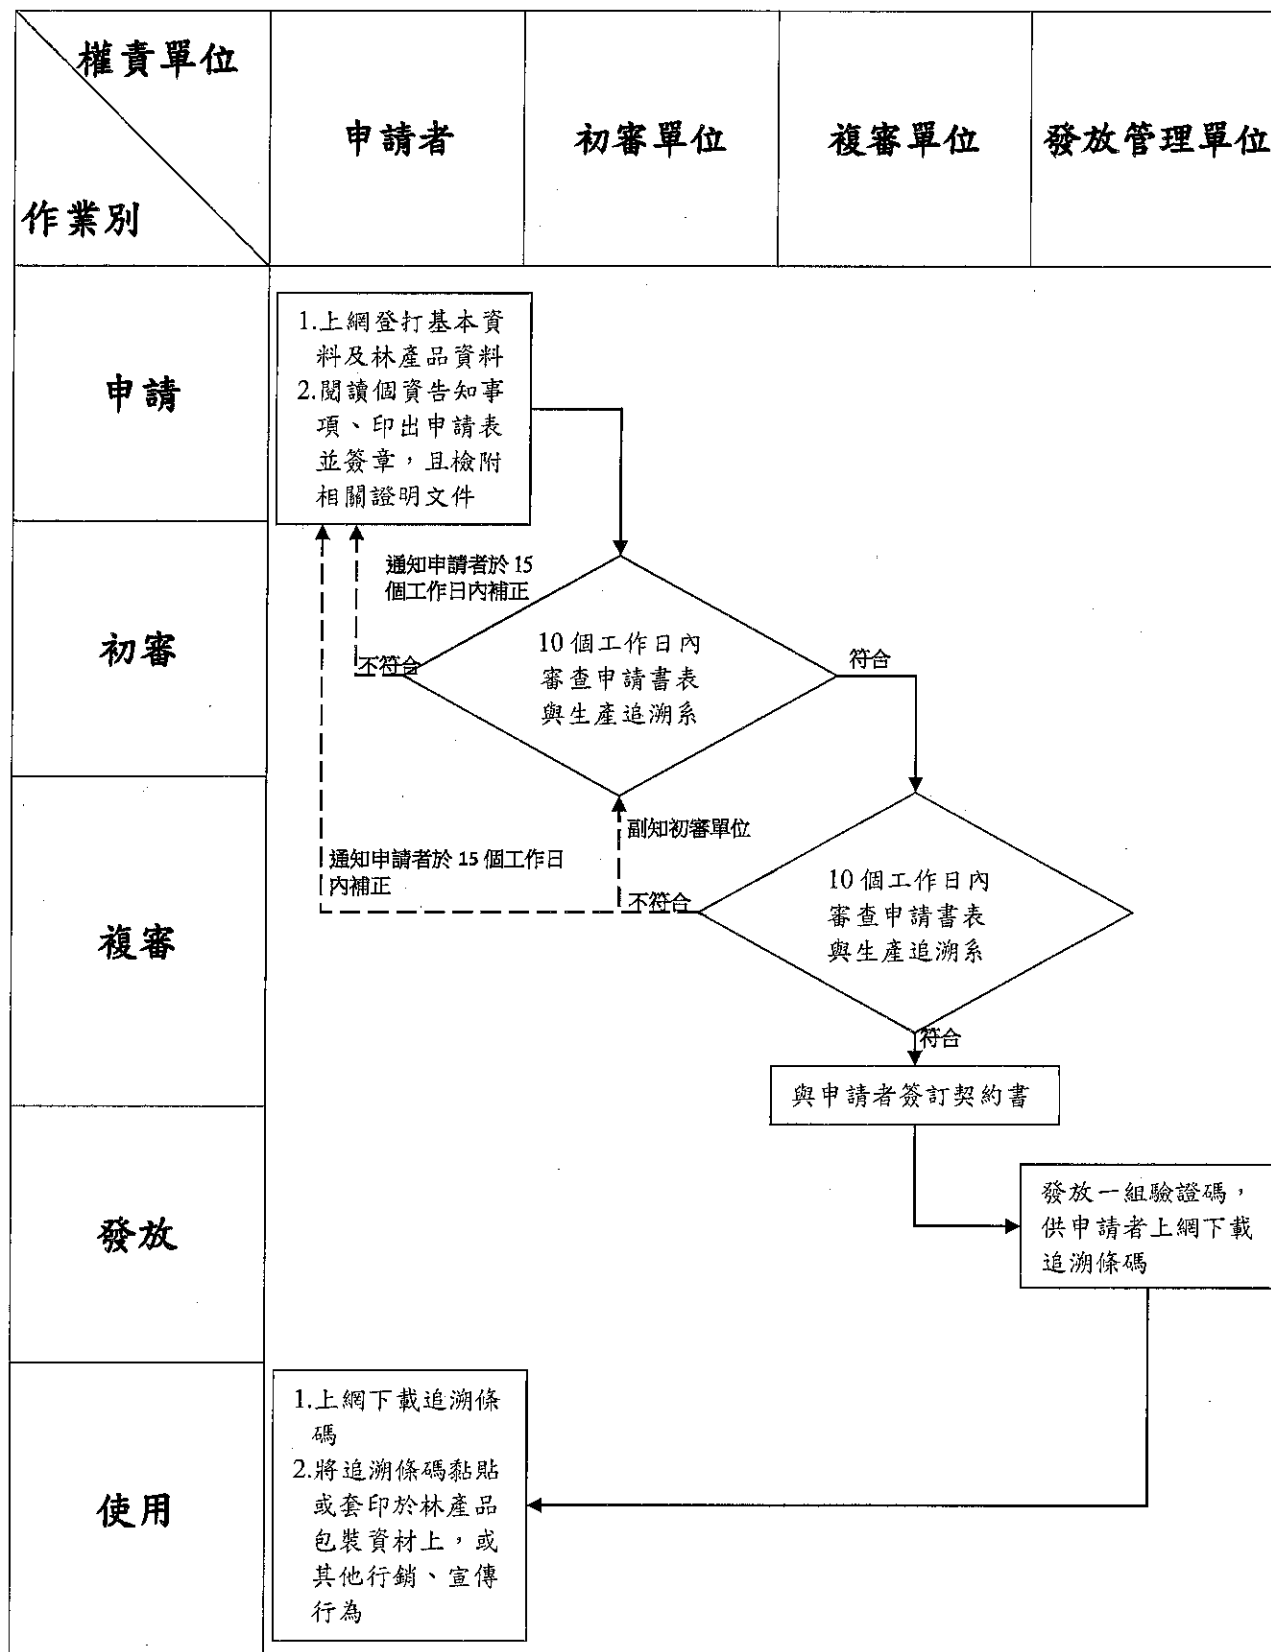 權責單位
作業別
申請者
初審單位
複審單位
發放管理單位
申請
1.上網登打基本資
料及林產品資料
2.閱讀個資告知事
項、印出申請表
並簽章，且檢附
相關證明文件
初審
通知申請者於 15
個工作日內補正
不符合
10 個工作日內
審查申請書表
與生產追溯系
符合
複審
通知申請者於 15 個工作日
內補正
副知初審單位
不符合
10 個工作日內
審查申請書表
與生產追溯系
符合
與申請者簽訂契約書
發放
發放一組驗證碼，
供申請者上網下載
追溯條碼
使用
1.上網下載追溯條
碼
2.將追溯條碼黏貼
或套印於林產品
包裝資材上，或
其他行銷、宣傳
行為